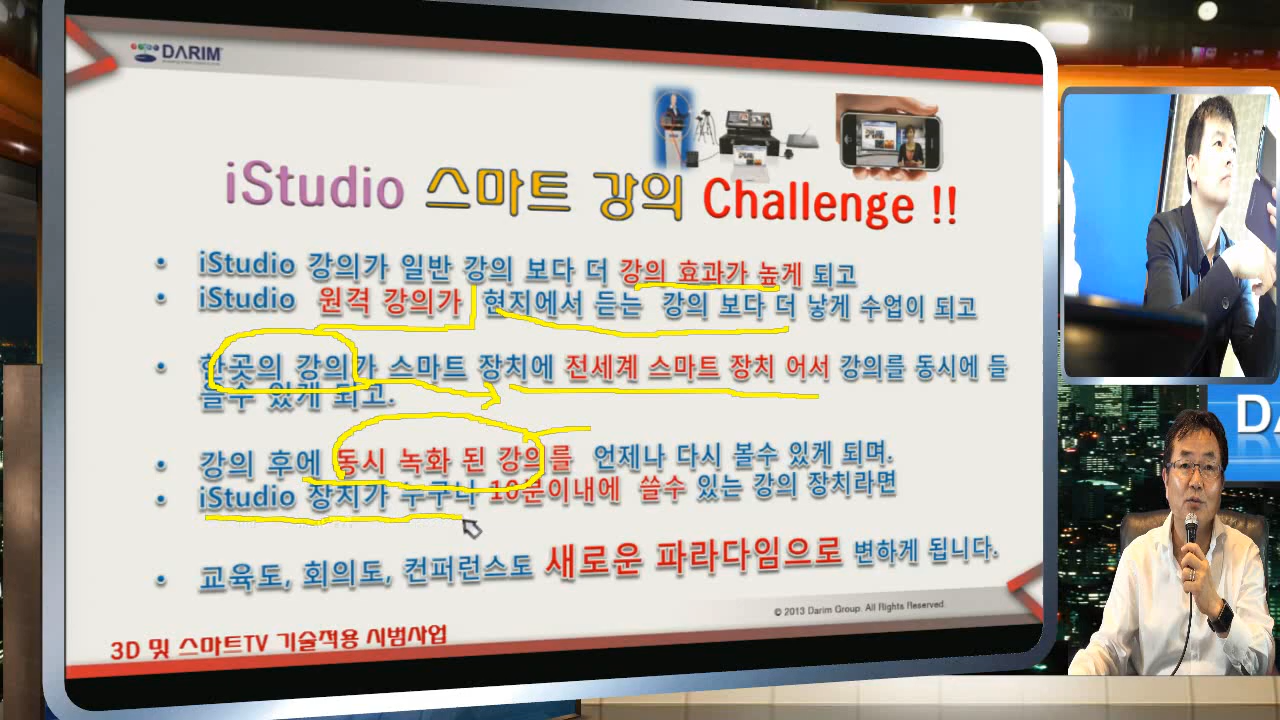 DARIM
iStudio 스마트 강의 Challenge !!
• iStudio 강의가 일반 강의 보다 더 강의 효과가 높게 되고
• iStudio 원격 강의가 현지에서 듣는 강의 보다 더 낳게 수업이 되고
• 한곳의 강의가 스마트 장치에 전세계 스마트 장치 어서 강의를 동시에 들
을수 있게 되고.
• 강의 후에 동시 녹화 된 강의를 언제나 다시 볼수 있게 되며.
• iStudio 장치가 누구나 10분이내에 쓸수 있는 강의 장치라면
• 교육도, 회의도, 컨퍼런스도 새로운 파라다임으로 변하게 됩니다.
© 2013 Darim Group. All Rights Reserved.
3D 및 스마트TV 기술적용 시범사업